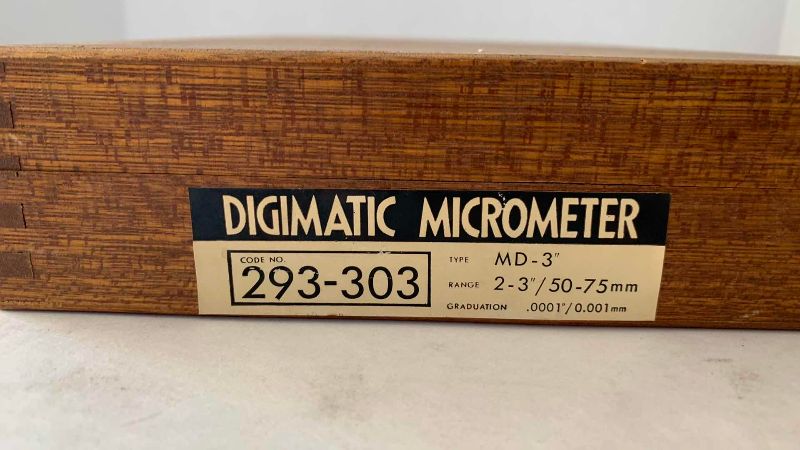 DIGIMATIC MICROMETER
CODE NO.
293-303
TYPE MD-3"
RANGE 2-3"/50-75mm
GRADUATION .0001"/0.001mm